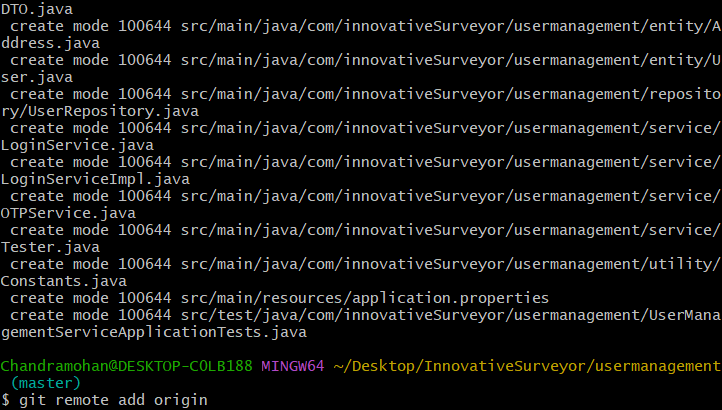 DTO.java
 create mode 100644 src/main/java/com/innovativeSurveyor/usermanagement/entity/A
ddress.java
 create mode 100644 src/main/java/com/innovativeSurveyor/usermanagement/entity/U
ser.java
 create mode 100644 src/main/java/com/innovativeSurveyor/usermanagement/reposito
ry/UserRepository.java
 create mode 100644 src/main/java/com/innovativeSurveyor/usermanagement/service/
LoginService.java
 create mode 100644 src/main/java/com/innovativeSurveyor/usermanagement/service/
LoginServiceImpl.java
 create mode 100644 src/main/java/com/innovativeSurveyor/usermanagement/service/
OTPService.java
 create mode 100644 src/main/java/com/innovativeSurveyor/usermanagement/service/
Tester.java
 create mode 100644 src/main/java/com/innovativeSurveyor/usermanagement/utility/
Constants.java
 create mode 100644 src/main/resources/application.properties
 create mode 100644 src/test/java/com/innovativeSurveyor/usermanagement/UserMana
gementServiceApplicationTests.java
Chandramohan@DESKTOP-C0LB188 MINGW64 ~/Desktop/InnovativeSurveyor/usermanagement
 (master)
$ git remote add origin